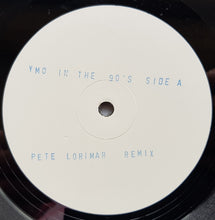 YMO IN THE 90'S SIDE A
PETE LORIMAR REMIX